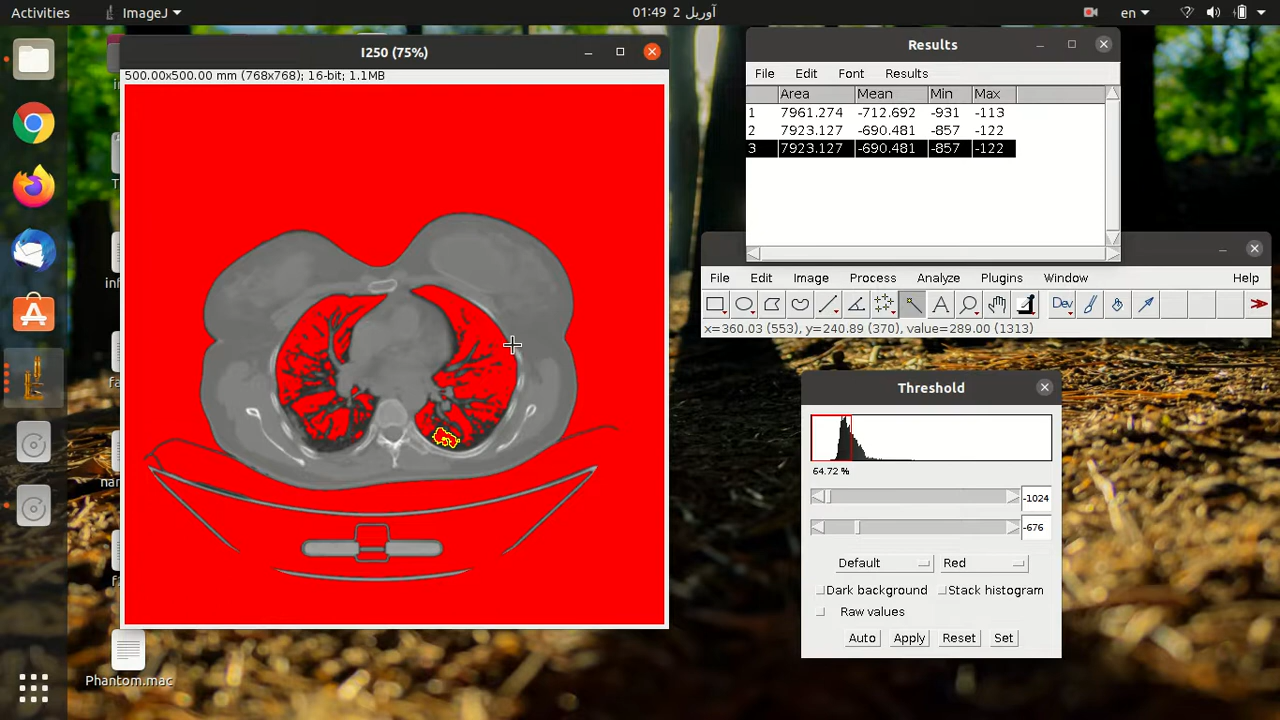 Activities ImageJ 01:49 2 آوریل en
I250 (75%)
500.00x500.00 mm (768x768); 16-bit; 1.1MB
Results
File Edit Font Results
Area Mean Min Max
1 7961.274 -712.692 -931 -113
2 7923.127 -690.481 -857 -122
3 7923.127 -690.481 -857 -122
File Edit Image Process Analyze Plugins Window Help
A Dev
x=360.03 (553), y=240.89 (370), value=289.00 (1313)
Threshold
64.72 %
-1024
-676
Default Red
Dark background Stack histogram
Raw values
Auto Apply Reset Set
Phantom.mac